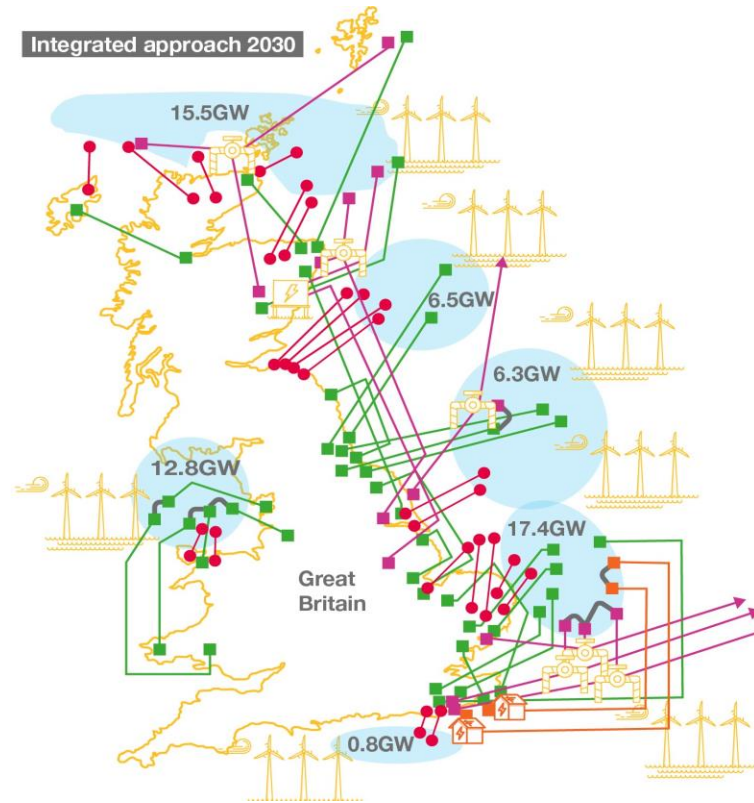 Integrated approach 2030
15.5GW
6.5GW
6.3GW
12.8GW
17.4GW
Great
Britain
0.8GW